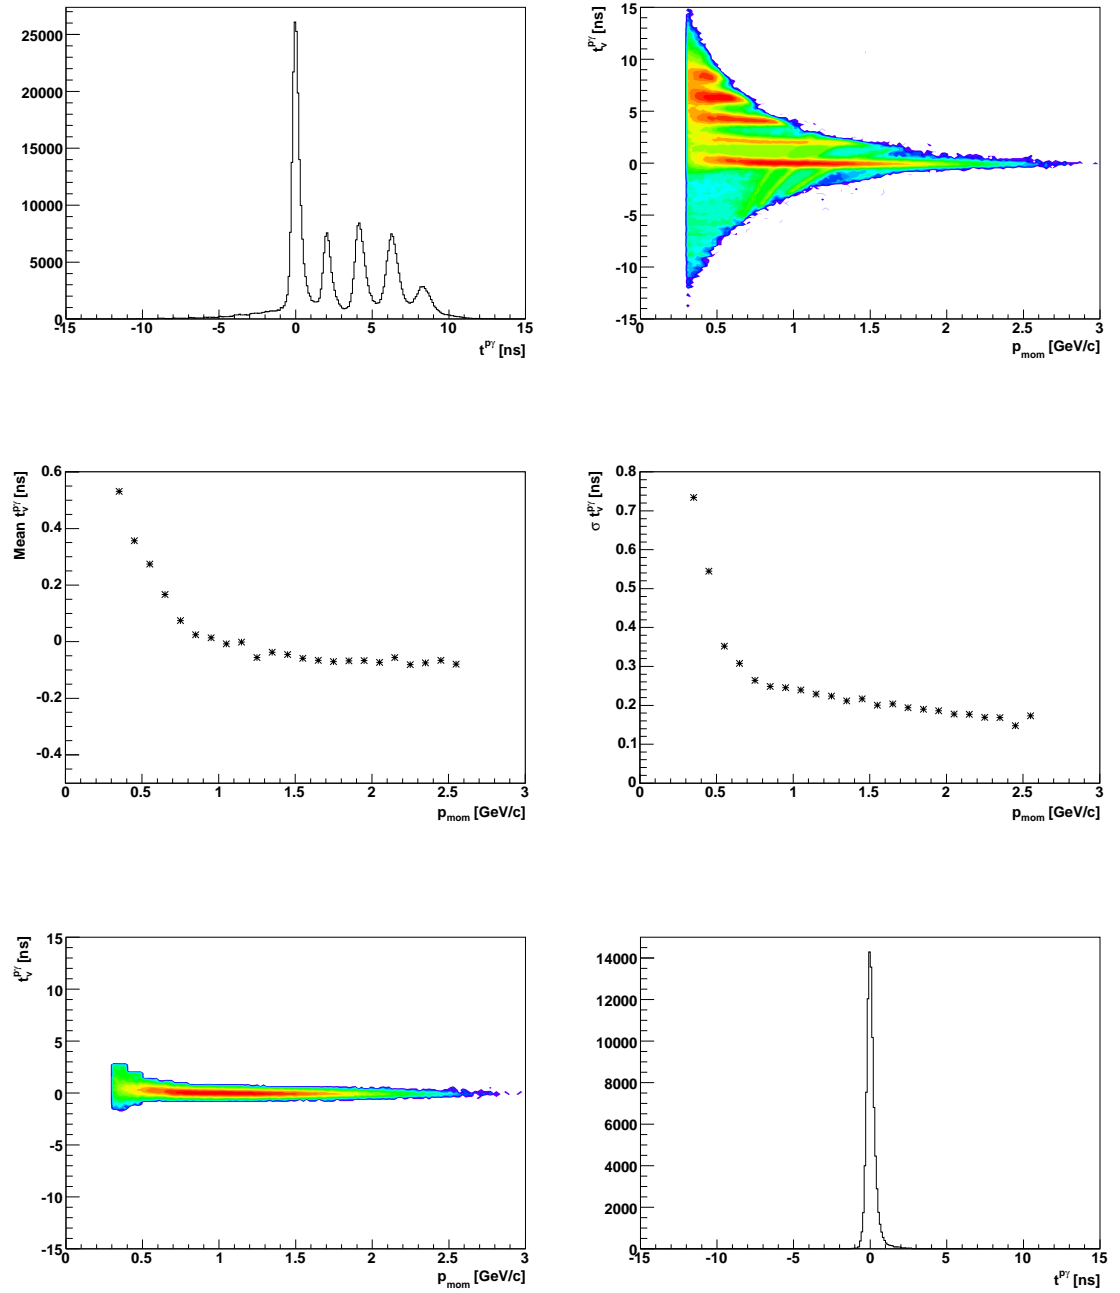 25000
20000
15000
10000
5000
0
-15 -10 -5 0 5 10 15
t^pγ [ns]
t_v^pγ [ns]
15
10
5
0
-5
-10
-15
0 0.5 1 1.5 2 2.5 3
p_mom [GeV/c]
Mean t_v^pγ [ns]
0.6
0.4
0.2
0
-0.2
-0.4
0 0.5 1 1.5 2 2.5 3
p_mom [GeV/c]
σ t_v^pγ [ns]
0.8
0.7
0.6
0.5
0.4
0.3
0.2
0.1
0
0 0.5 1 1.5 2 2.5 3
p_mom [GeV/c]
t_v^pγ [ns]
15
10
5
0
-5
-10
-15
0 0.5 1 1.5 2 2.5 3
p_mom [GeV/c]
14000
12000
10000
8000
6000
4000
2000
0
-15 -10 -5 0 5 10 15
t^pγ [ns]